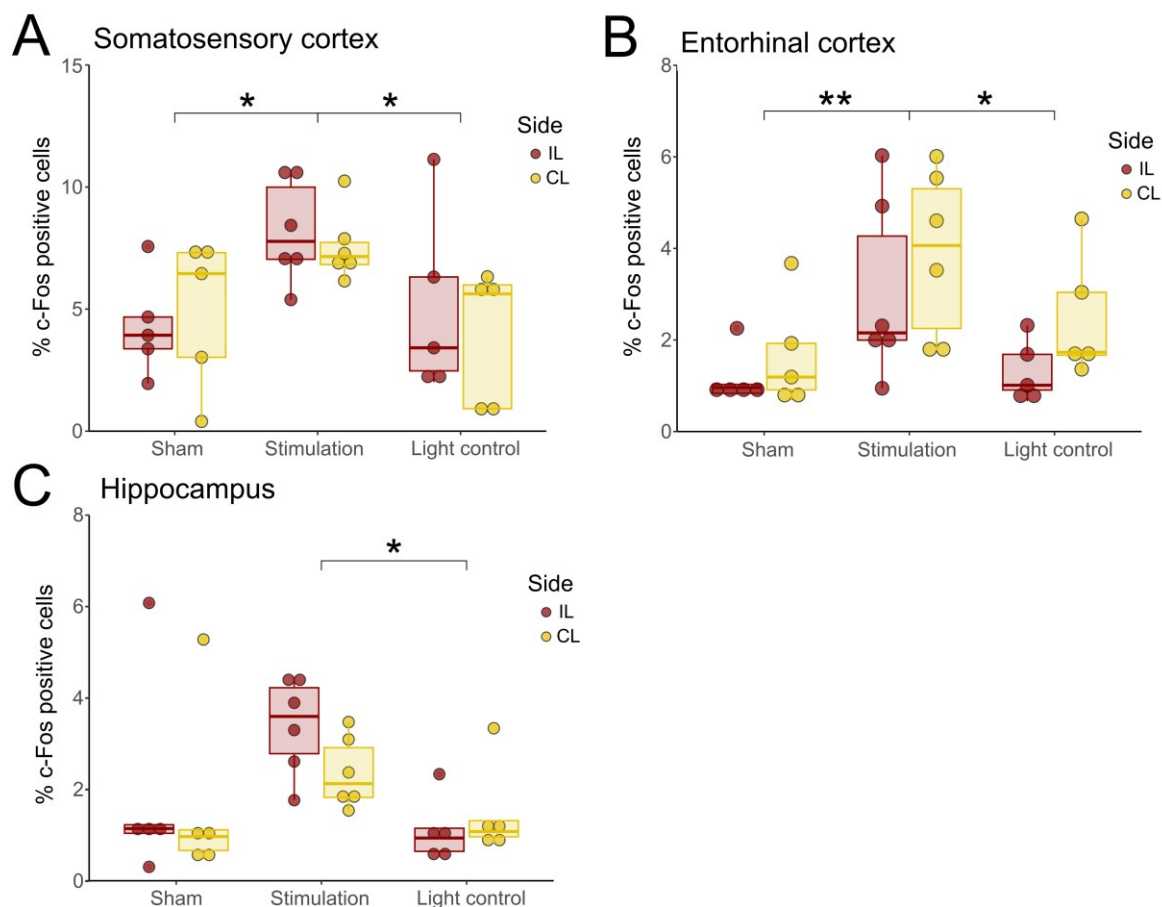 A Somatosensory cortex
15
10
5
0
% c-Fos positive cells
* *
Side
IL
CL
Sham Stimulation Light control
B Entorhinal cortex
8
6
4
2
0
% c-Fos positive cells
** *
Side
IL
CL
Sham Stimulation Light control
C Hippocampus
8
6
4
2
0
% c-Fos positive cells
*
Side
IL
CL
Sham Stimulation Light control